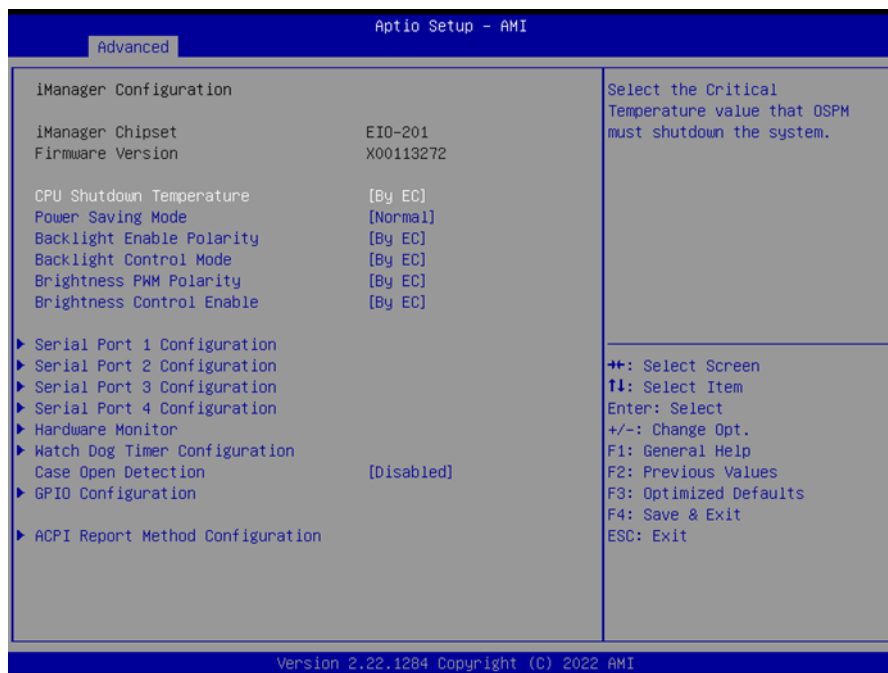 Aptio Setup – AMI
Advanced
iManager Configuration
iManager Chipset EIO-201
Firmware Version X00113272
CPU Shutdown Temperature [By EC]
Power Saving Mode [Normal]
Backlight Enable Polarity [By EC]
Backlight Control Mode [By EC]
Brightness PWM Polarity [By EC]
Brightness Control Enable [By EC]
Serial Port 1 Configuration
Serial Port 2 Configuration
Serial Port 3 Configuration
Serial Port 4 Configuration
Hardware Monitor
Watch Dog Timer Configuration
Case Open Detection [Disabled]
GPIO Configuration
ACPI Report Method Configuration
Select the Critical
Temperature value that OSPM
must shutdown the system.
→←: Select Screen
↑↓: Select Item
Enter: Select
+/-: Change Opt.
F1: General Help
F2: Previous Values
F3: Optimized Defaults
F4: Save & Exit
ESC: Exit
Version 2.22.1284 Copyright (C) 2022 AMI